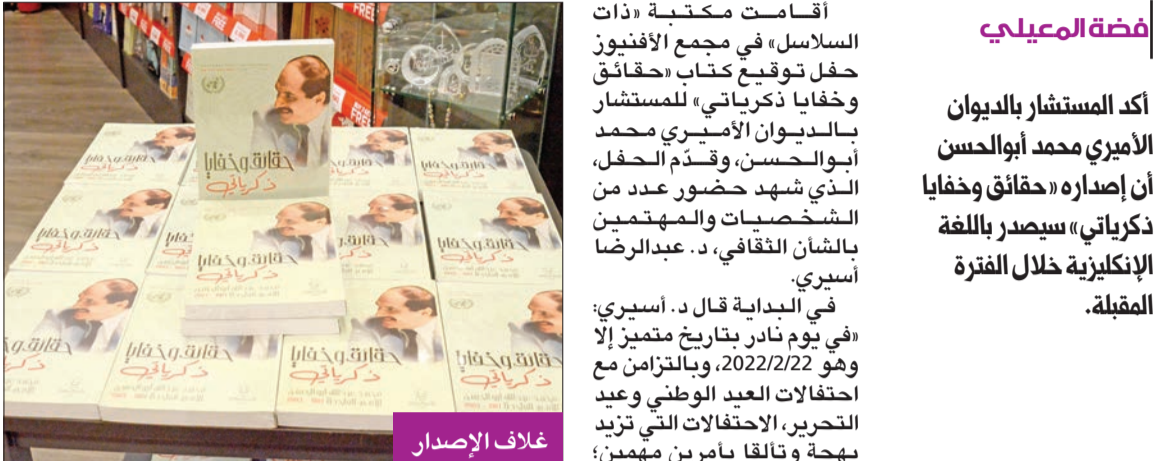 فضة المعيلي
أكد المستشار بالديوان
الأميري محمد أبوالحسن
أن إصداره «حقائق وخفايا
ذكرياتي» سيصدر باللغة
الإنكليزية خلال الفترة
المقبلة.
أقامت مكتبة «ذات
السلاسل» في مجمع الأفنيوز
حفل توقيع كتاب «حقائق
وخفايا ذكرياتي» للمستشار
بالديوان الأميري محمد
أبوالحسن، وقدّم الحفل،
الذي شهد حضور عدد من
الشخصيات والمهتمين
بالشأن الثقافي، د. عبدالرضا
أسيري.
في البداية قال د. أسيري:
«في يوم نادر بتاريخ متميز إلا
وهو 2022/2/22، وبالتزامن مع
احتفالات العيد الوطني وعيد
التحرير، الاحتفالات التي تزيد
بهجة وتألقا بأمرين مهمين؛
حقائق وخفايا
ذكرياتي
غلاف الإصدار